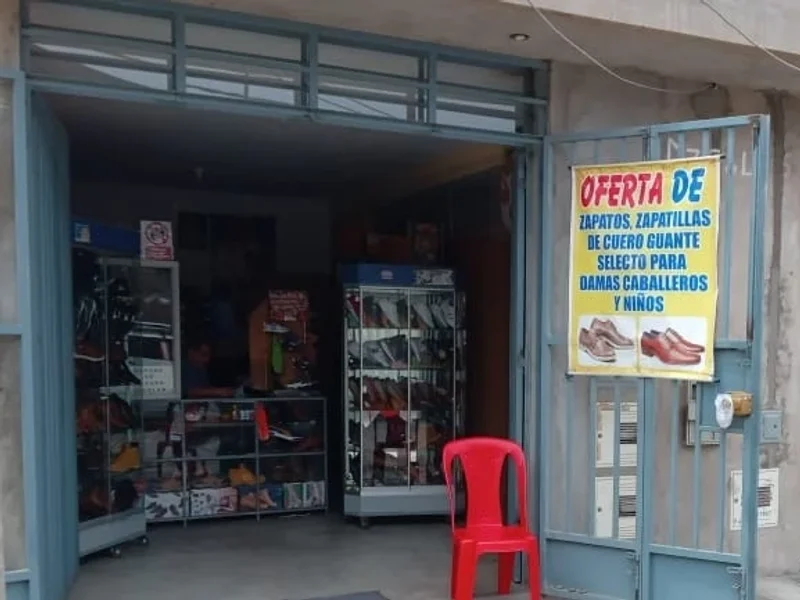 OFERTA DE
ZAPATOS, ZAPATILLAS
DE CUERO GUANTE
SELECTO PARA
DAMAS CABALLEROS
Y NIÑOS